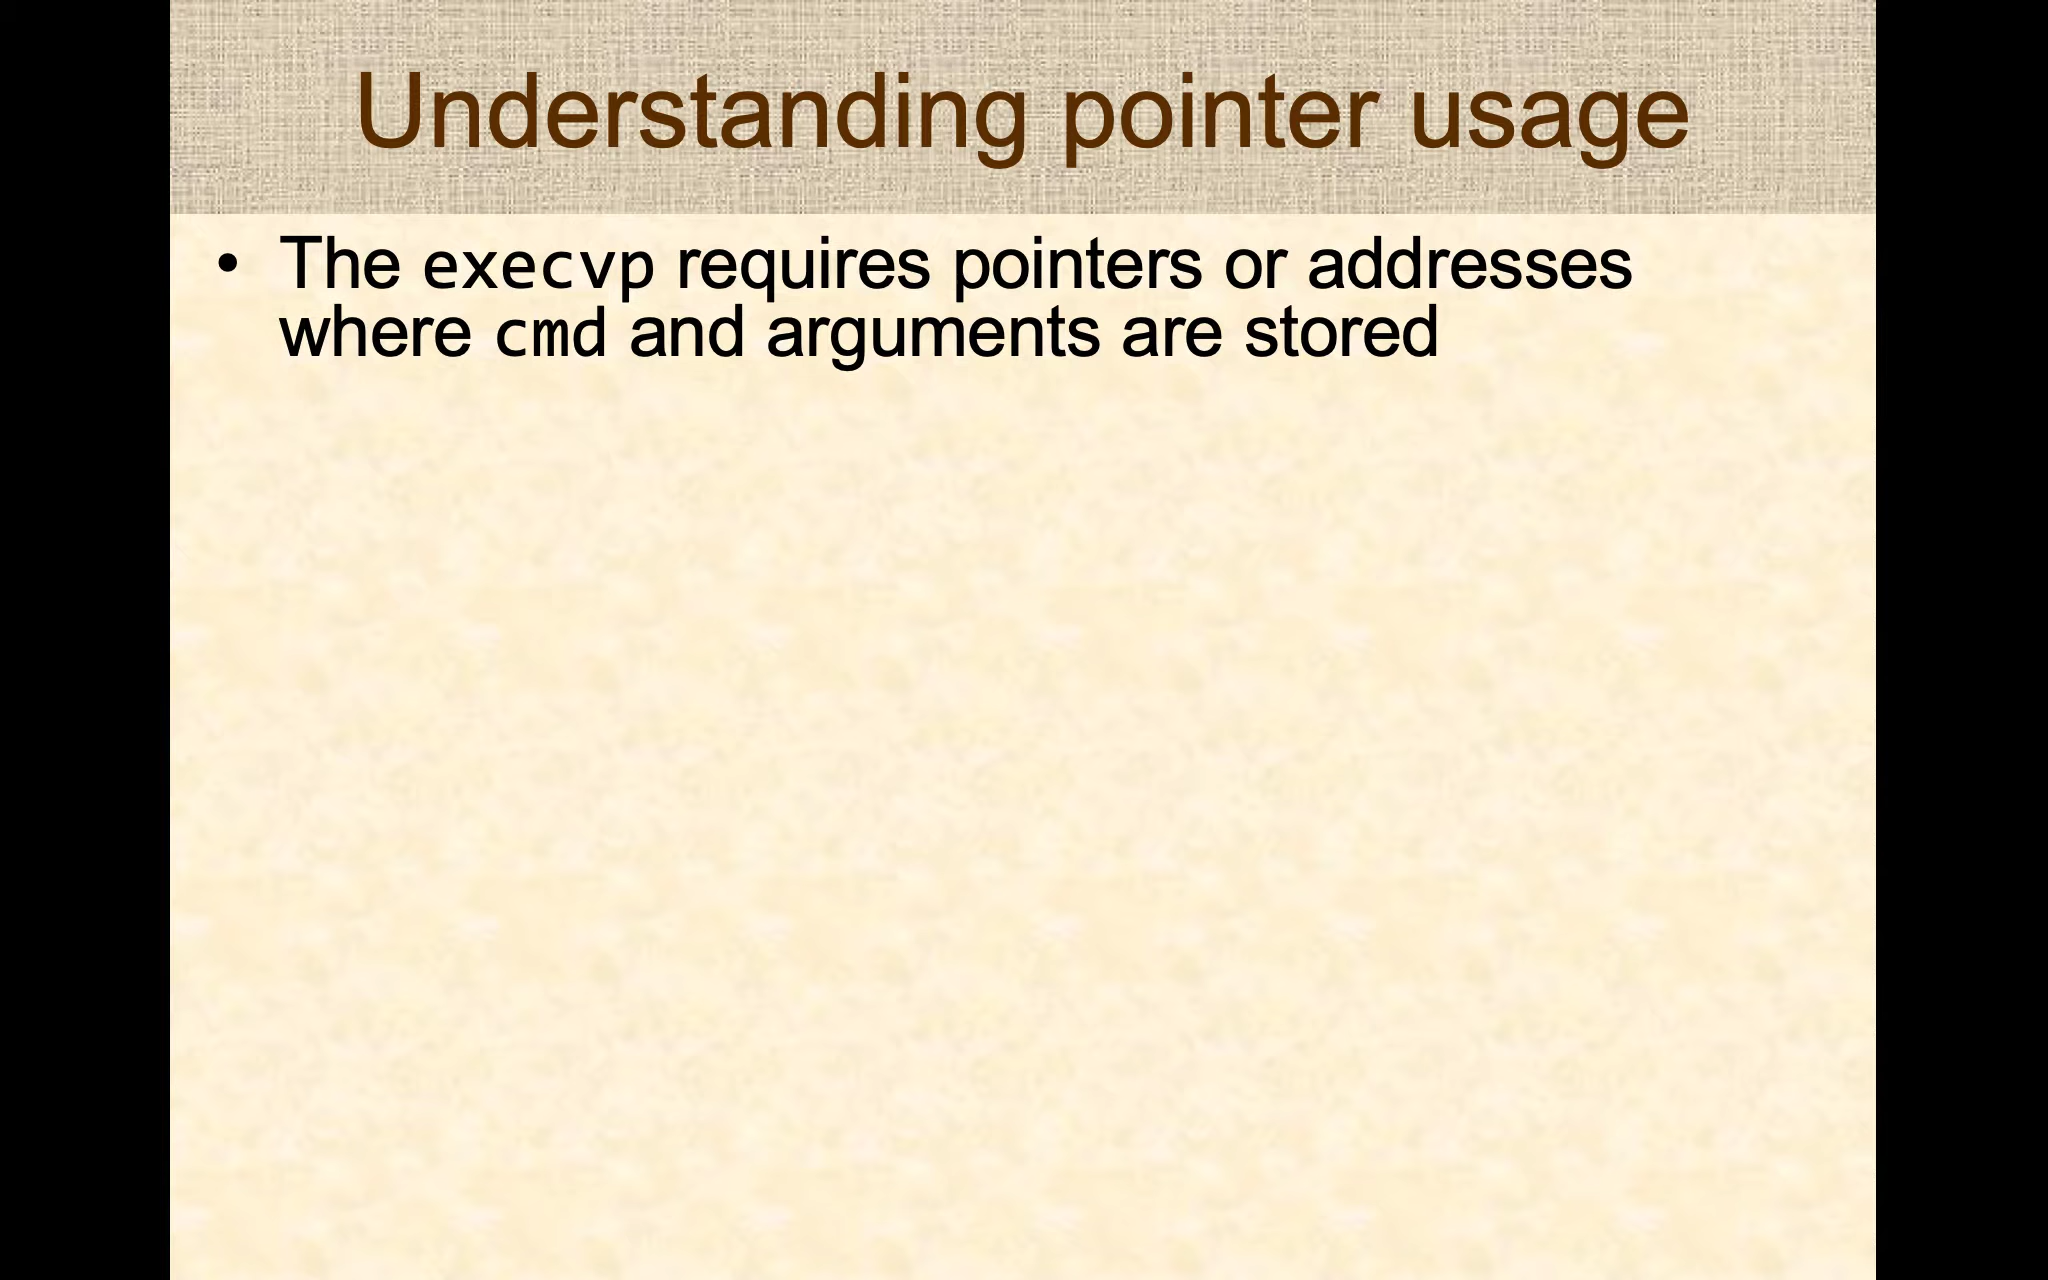 Understanding pointer usage
• The execvp requires pointers or addresses
where cmd and arguments are stored